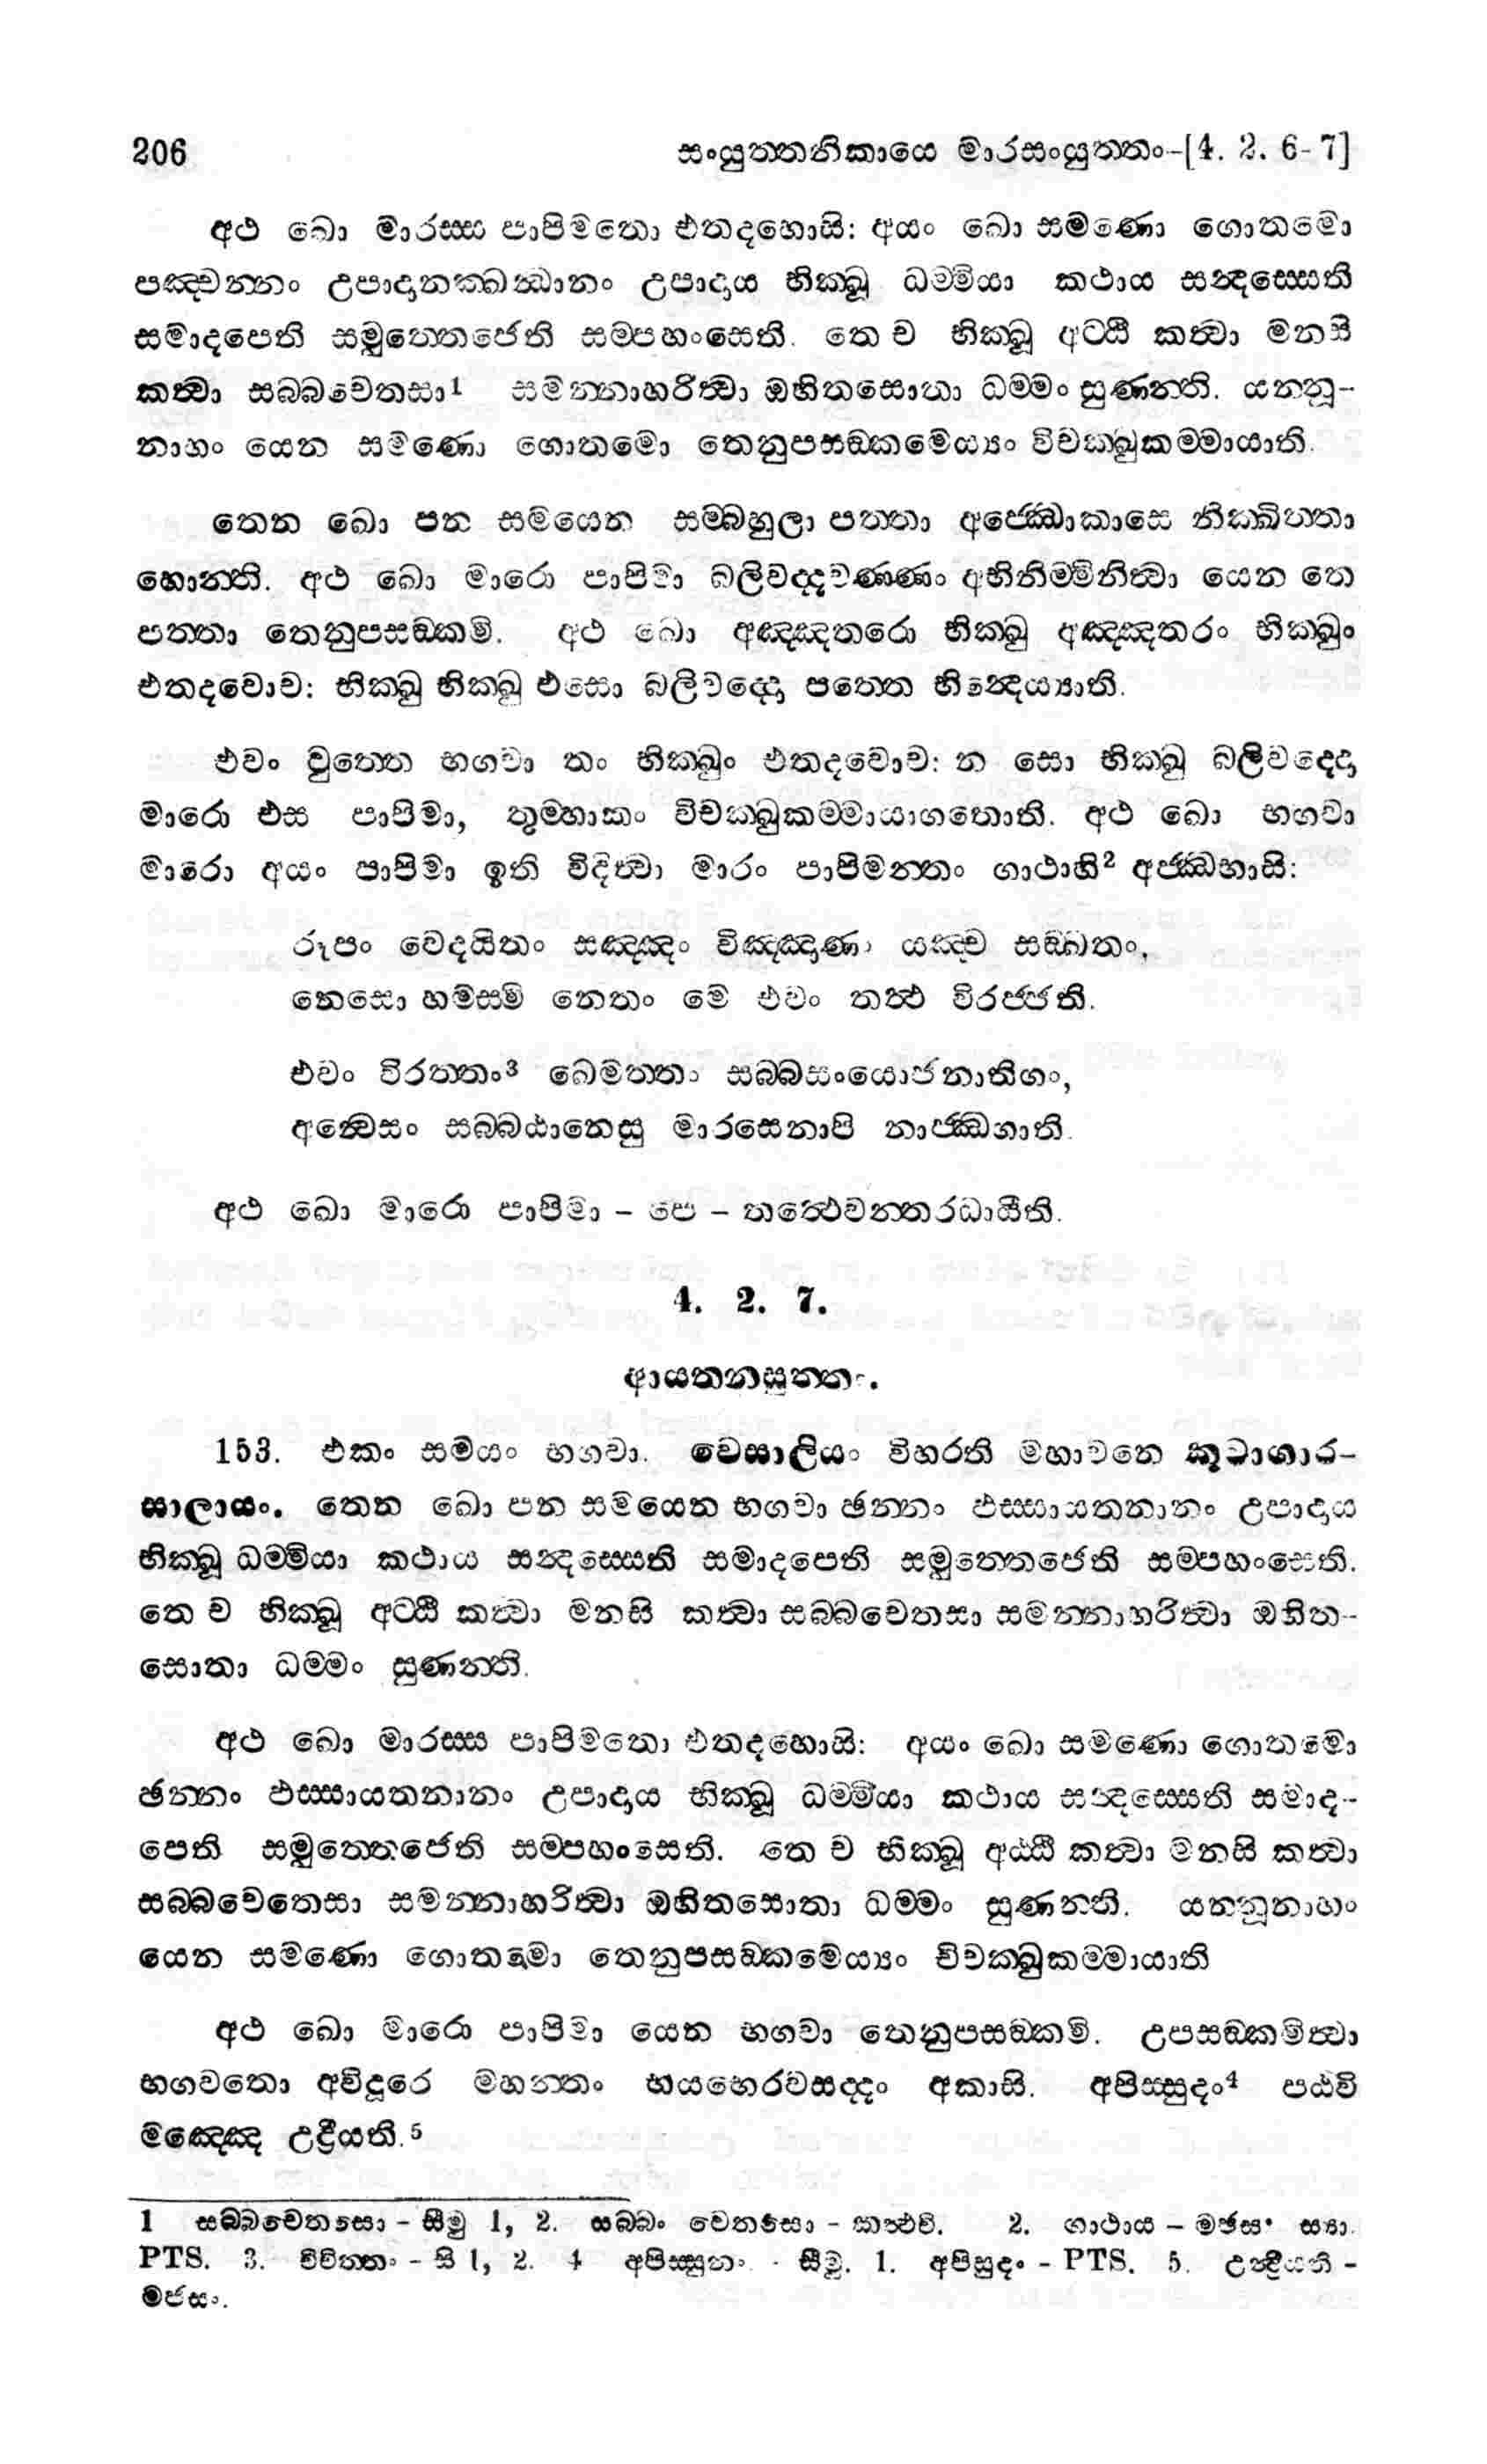 206 සංයුත්තනිකායෙ මාරසංයුත්තං-[4. 2. 6-7]
අථ ඛො මාරස්ස පාපිමතො එතදහොසි: අයං ඛො සමණො ගොතමො
පඤ්චන්නං උපාදානක්ඛන්ධානං උපාදාය භික්ඛූ ධම්මියා කථාය සන්දස්සෙති
සමාදපෙති සමුත්තෙජෙති සම්පහංසෙති. තෙ ච භික්ඛූ අට්ඨී කත්වා මනසි
කත්වා සබ්බචෙතසා1 සමන්නාහරිත්වා ඔහිතසොතා ධම්මං සුණන්ති. යන්නූ-
නාහං යෙන සමණො ගොතමො තෙනුපසඞ්කමෙය්‍යං විචක්ඛුකම්මායාති.
තෙන ඛො පන සමයෙන සම්බහුලා පත්තා අජ්ඣොකාසෙ නික්ඛිත්තා
හොන්ති. අථ ඛො මාරො පාපිමා බලිවද්දවණ්ණං අභිනිම්මිනිත්වා යෙන තෙ
පත්තා තෙනුපසඞ්කමි. අථ ඛො අඤ්ඤතරො භික්ඛු අඤ්ඤතරං භික්ඛුං
එතදවොච: භික්ඛු භික්ඛු එසො බලිවද්දො පත්තෙ භින්දෙය්‍යාති.
එවං වුත්තෙ භගවා තං භික්ඛුං එතදවොච: න සො භික්ඛු බලිවද්දො
මාරො එස පාපිමා, තුම්හාකං විචක්ඛුකම්මායාගතොති. අථ ඛො භගවා
මාරො අයං පාපිමා ඉති විදිත්වා මාරං පාපිමන්තං ගාථාහි2 අජ්ඣභාසි:
රූපං වෙදයිතං සඤ්ඤං විඤ්ඤාණං යඤ්ච සඞ්ඛතං,
නෙසො හමස්මි නෙතං මෙ එවං තත්ථ විරජ්ජති.
එවං විරත්තං3 ඛෙමත්තං සබ්බසංයොජනාතිගං,
අන්වෙසං සබ්බඨානෙසු මාරසෙනාපි නාජ්ඣගාති.
අථ ඛො මාරො පාපිමා - පෙ - තත්ථෙවන්තරධායීති.
4. 2. 7.
ආයතනසුත්තං.
153. එකං සමයං භගවා. වෙසාලියං විහරති මහාවනෙ කූටාගාර-
සාලායං. තෙන ඛො පන සමයෙන භගවා ඡන්නං ඵස්සායතනානං උපාදාය
භික්ඛූ ධම්මියා කථාය සන්දස්සෙති සමාදපෙති සමුත්තෙජෙති සම්පහංසෙති.
තෙ ච භික්ඛූ අට්ඨී කත්වා මනසි කත්වා සබ්බචෙතසා සමන්නාහරිත්වා ඔහිත-
සොතා ධම්මං සුණන්ති.
අථ ඛො මාරස්ස පාපිමතො එතදහොසි: අයං ඛො සමණො ගොතමො
ඡන්නං ඵස්සායතනානං උපාදාය භික්ඛූ ධම්මියා කථාය සන්දස්සෙති සමාද-
පෙති සමුත්තෙජෙති සම්පහංසෙති. තෙ ච භික්ඛූ අට්ඨී කත්වා මනසි කත්වා
සබ්බචෙතෙසා සමන්නාහරිත්වා ඔහිතසොතා ධම්මං සුණන්ති. යන්නූනාහං
යෙන සමණො ගොතමො තෙනුපසඞ්කමෙය්‍යං විචක්ඛුකම්මායාති
අථ ඛො මාරො පාපිමා යෙන භගවා තෙනුපසඞ්කමි. උපසඞ්කමිත්වා
භගවතො අවිදූරෙ මහන්තං භයභෙරවසද්දං අකාසි. අපිස්සුදං4 පඨවි
මඤ්ඤෙ උද්‍රීයති.5
1 සබ්බචෙතසො - සීමු 1, 2. සබ්බං චෙතසො - කත්ථචි. 2. ගාථාය - මඡසං ස්‍යා.
PTS. 3. විවිත්තං - සි 1, 2. 4 අපිස්සුතං - සීමු. 1. අපිසුදං - PTS. 5. උන්ද්‍රීයති -
මජසං.